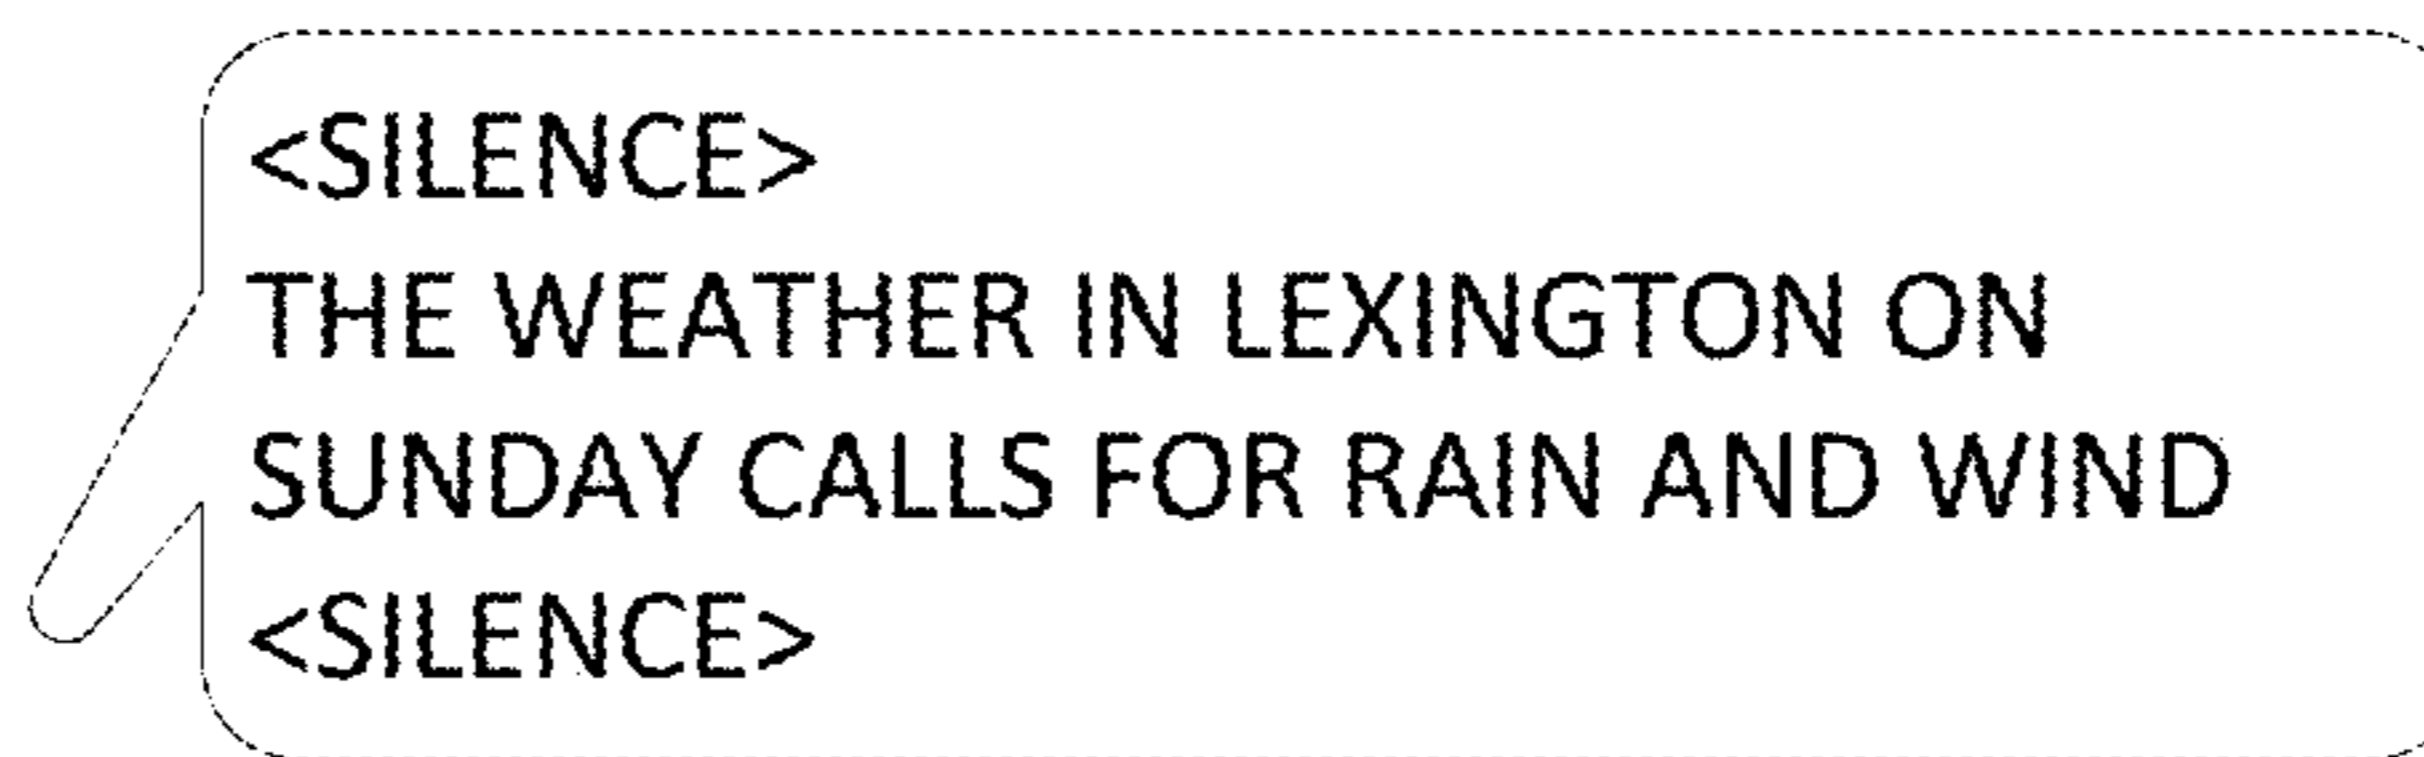 <SILENCE>
THE WEATHER IN LEXINGTON ON
SUNDAY CALLS FOR RAIN AND WIND
<SILENCE>